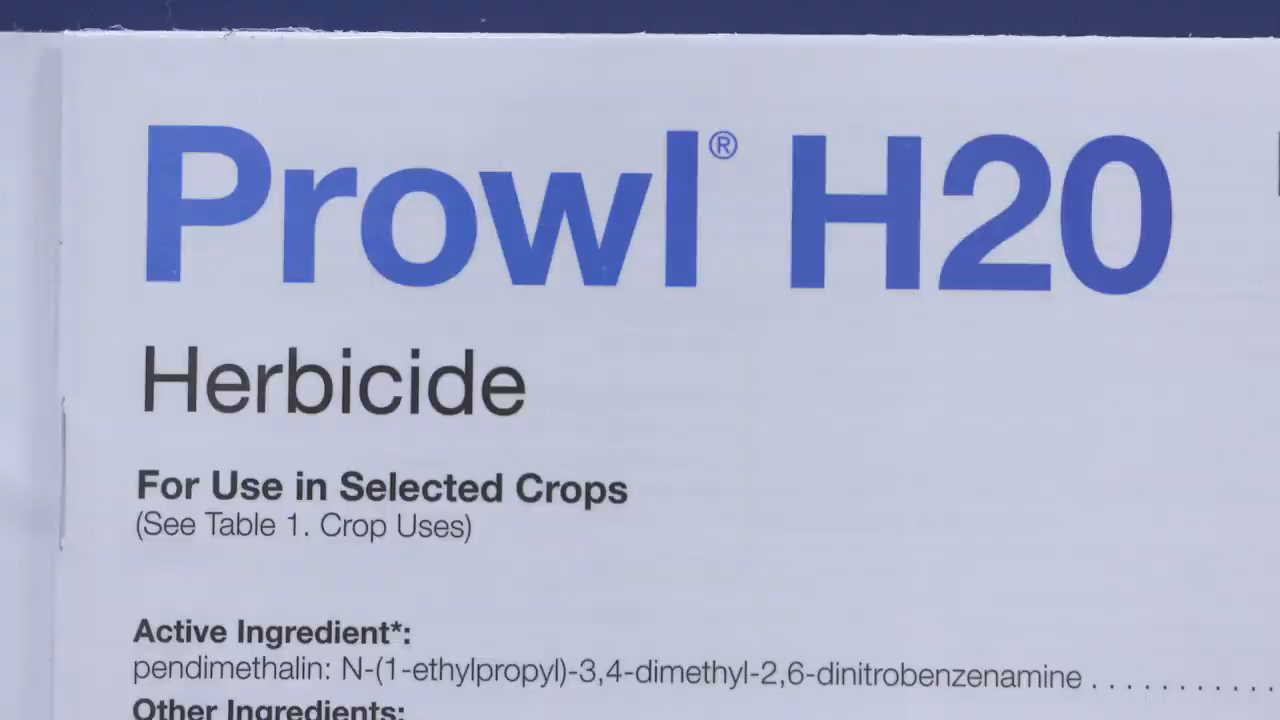 Prowl® H20
Herbicide
For Use in Selected Crops
(See Table 1. Crop Uses)
Active Ingredient*:
pendimethalin: N-(1-ethylpropyl)-3,4-dimethyl-2,6-dinitrobenzenamine . . . . . . . . . . .
Other Ingredients: